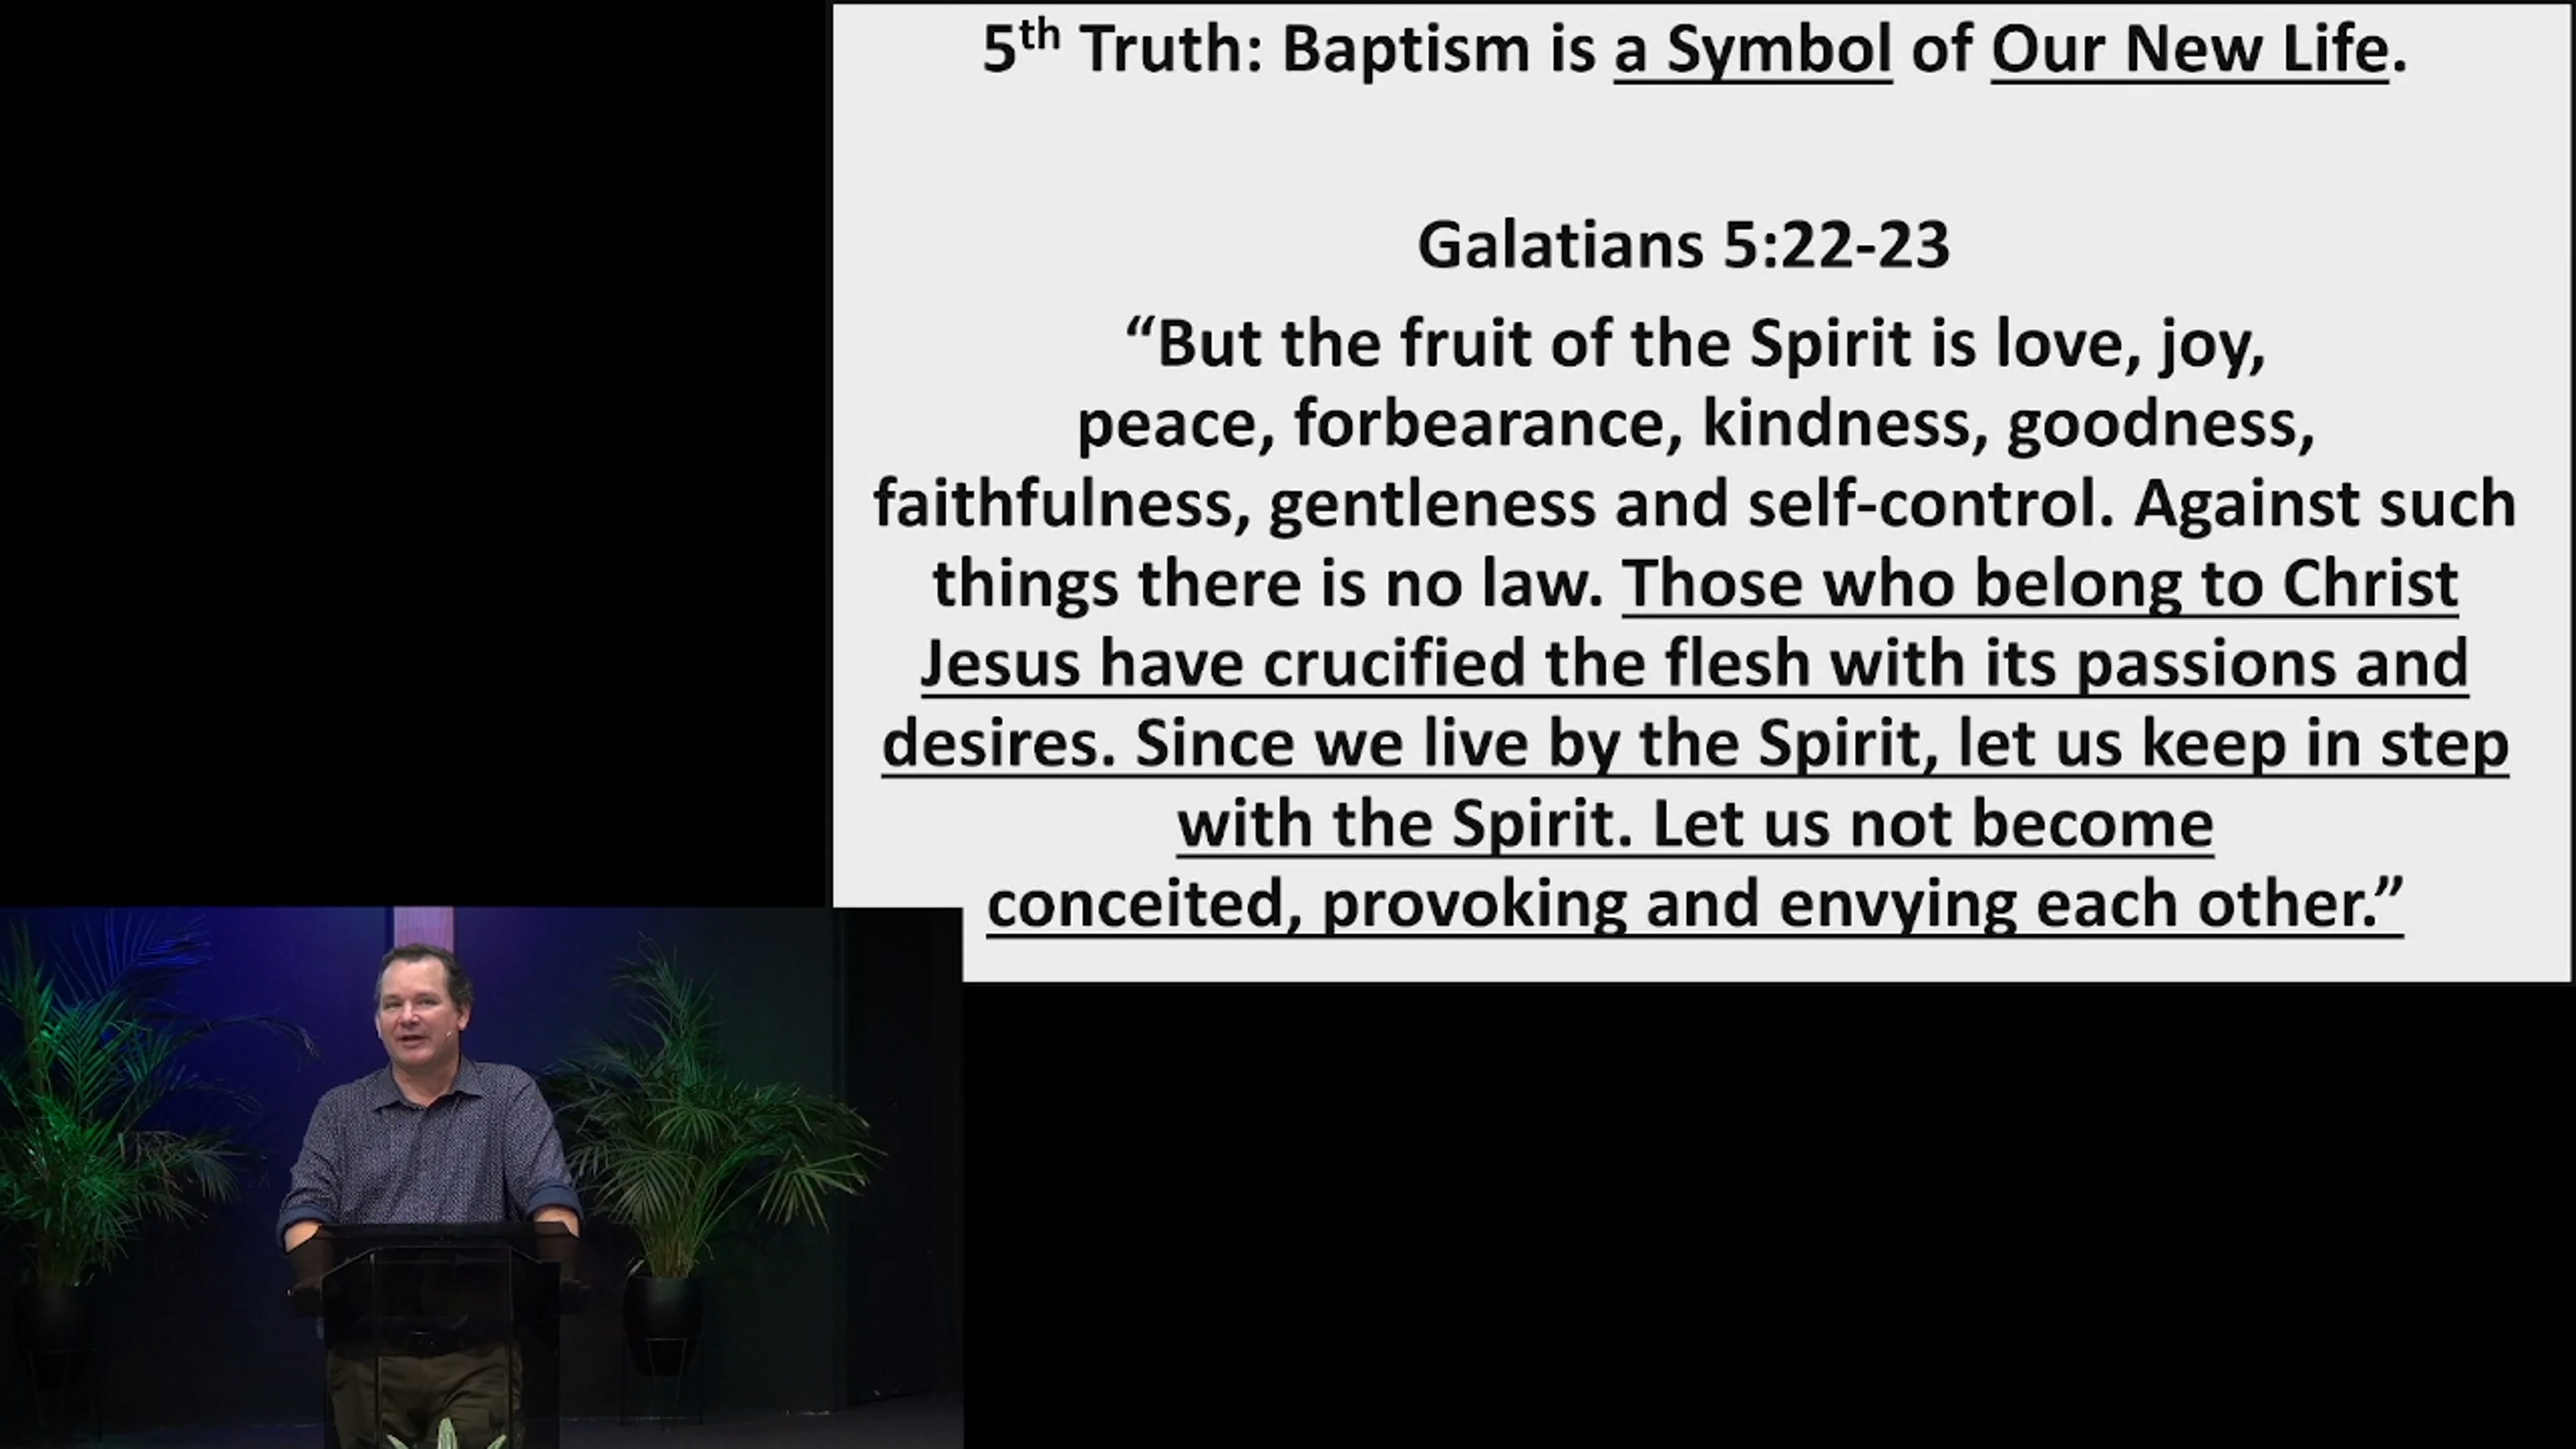 5th Truth: Baptism is a Symbol of Our New Life.
Galatians 5:22-23
“But the fruit of the Spirit is love, joy,
peace, forbearance, kindness, goodness,
faithfulness, gentleness and self-control. Against such
things there is no law. Those who belong to Christ
Jesus have crucified the flesh with its passions and
desires. Since we live by the Spirit, let us keep in step
with the Spirit. Let us not become
conceited, provoking and envying each other.”